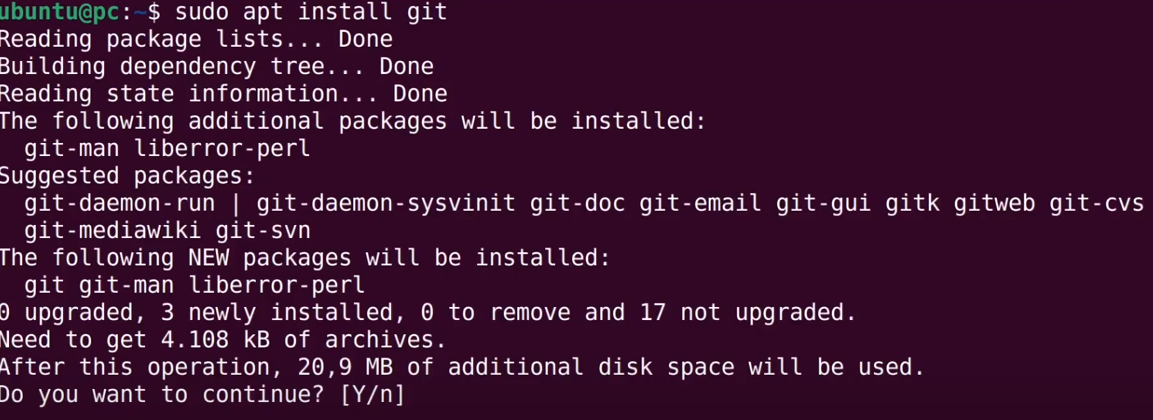 ubuntu@pc:~$ sudo apt install git
Reading package lists... Done
Building dependency tree... Done
Reading state information... Done
The following additional packages will be installed:
  git-man liberror-perl
Suggested packages:
  git-daemon-run | git-daemon-sysvinit git-doc git-email git-gui gitk gitweb git-cvs
  git-mediawiki git-svn
The following NEW packages will be installed:
  git git-man liberror-perl
0 upgraded, 3 newly installed, 0 to remove and 17 not upgraded.
Need to get 4.108 kB of archives.
After this operation, 20,9 MB of additional disk space will be used.
Do you want to continue? [Y/n]